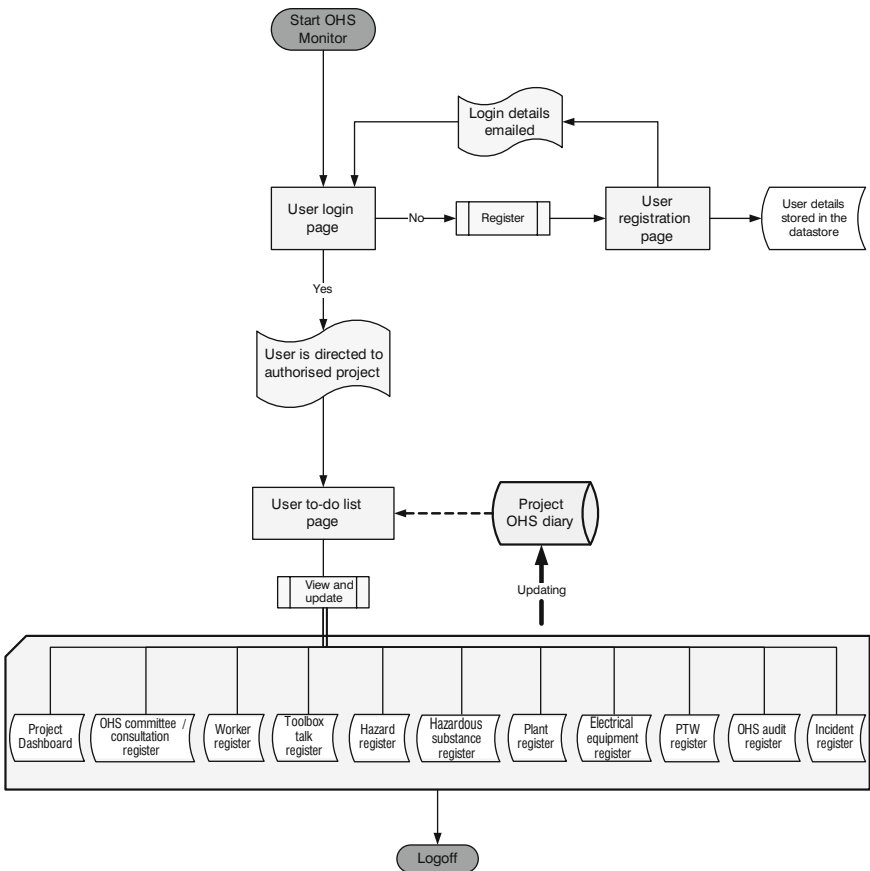 Start OHS
Monitor
Login details
emailed
User login
page
No
Register
User
registration
page
User details
stored in the
datastore
Yes
User is directed to
authorised project
User to-do list
page
Project
OHS diary
View and
update
Updating
Project
Dashboard
OHS committee /
consultation
register
Worker
register
Toolbox
talk
register
Hazard
register
Hazardous
substance
register
Plant
register
Electrical
equipment
register
PTW
register
OHS audit
register
Incident
register
Logoff